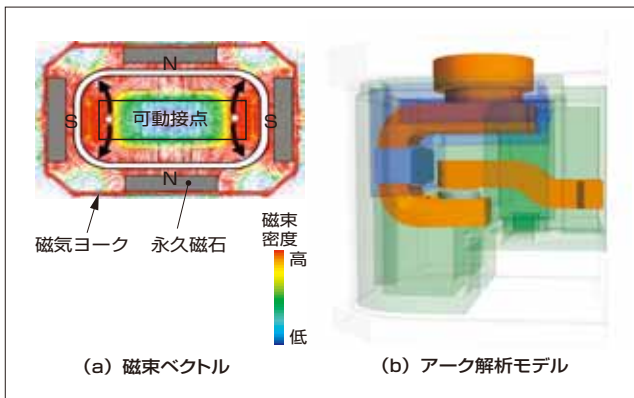 N
S
可動接点
S
N
磁気ヨーク
永久磁石
磁束
密度
高
低
(a) 磁束ベクトル
(b) アーク解析モデル